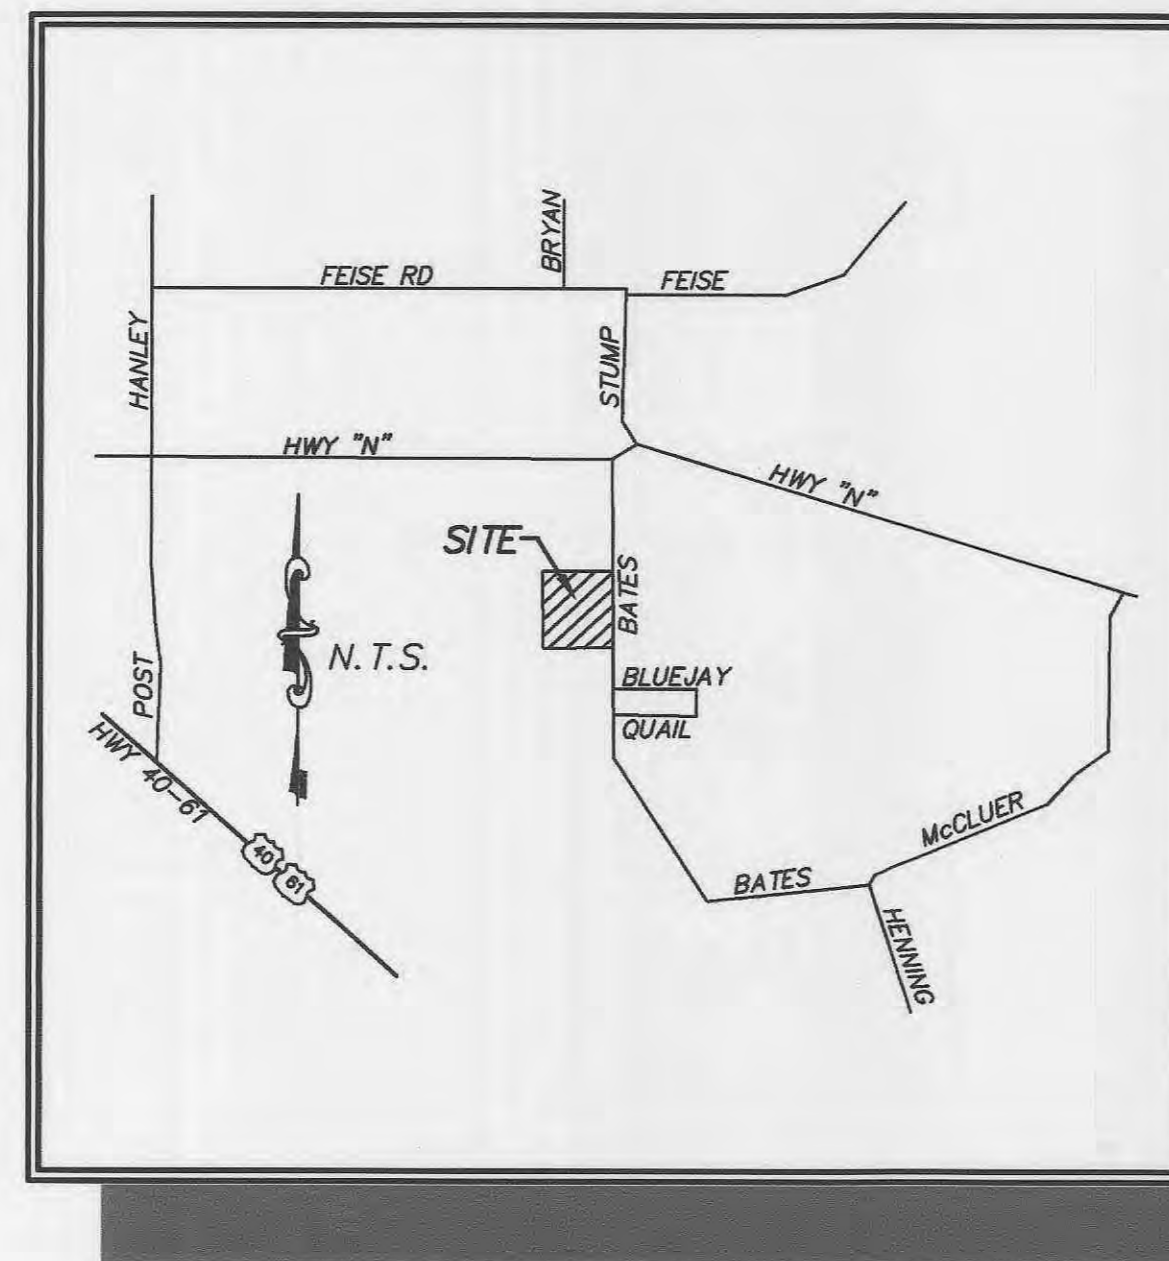 BRYAN
FEISE RD
FEISE
HANLEY
STUMP
HWY "N"
HWY "N"
SITE
BATES
N.T.S.
POST
BLUEJAY
QUAIL
HWY 40-61
40
61
McCLUER
BATES
HENNING